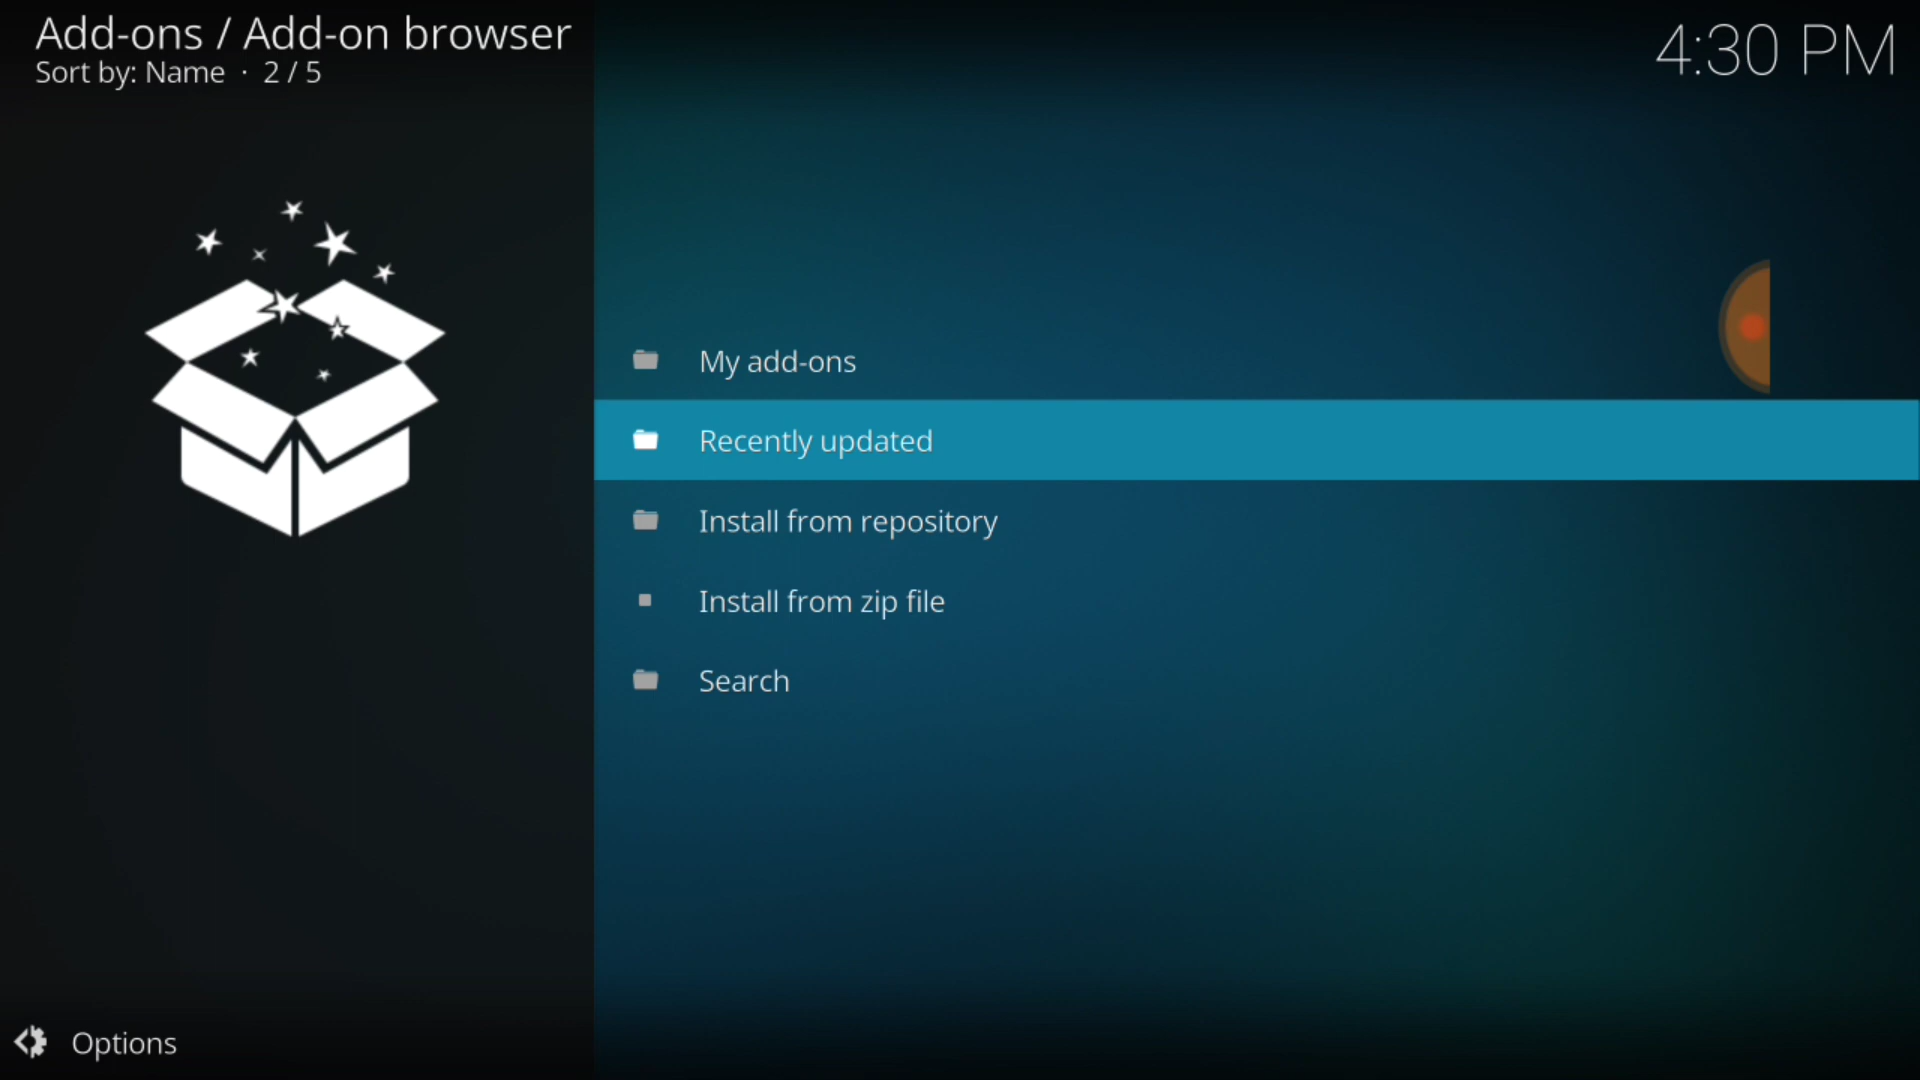 Add-ons / Add-on browser
Sort by: Name · 2 / 5
4:30 PM
My add-ons
Recently updated
Install from repository
Install from zip file
Search
Options